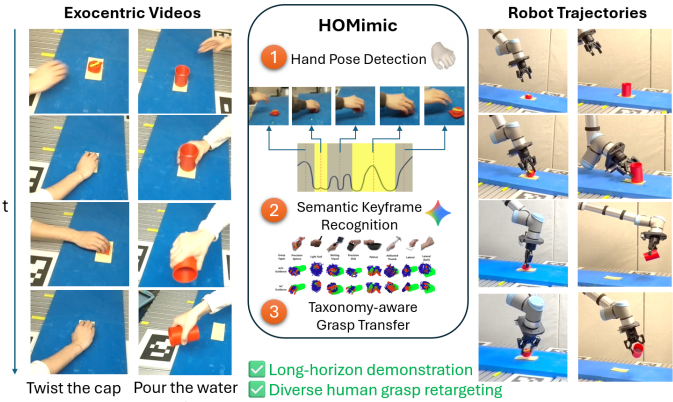 Exocentric Videos
t
Twist the cap
Pour the water
HOMimic
1 Hand Pose Detection
2 Semantic Keyframe
Recognition
3 Taxonomy-aware
Grasp Transfer
Long-horizon demonstration
Diverse human grasp retargeting
Robot Trajectories